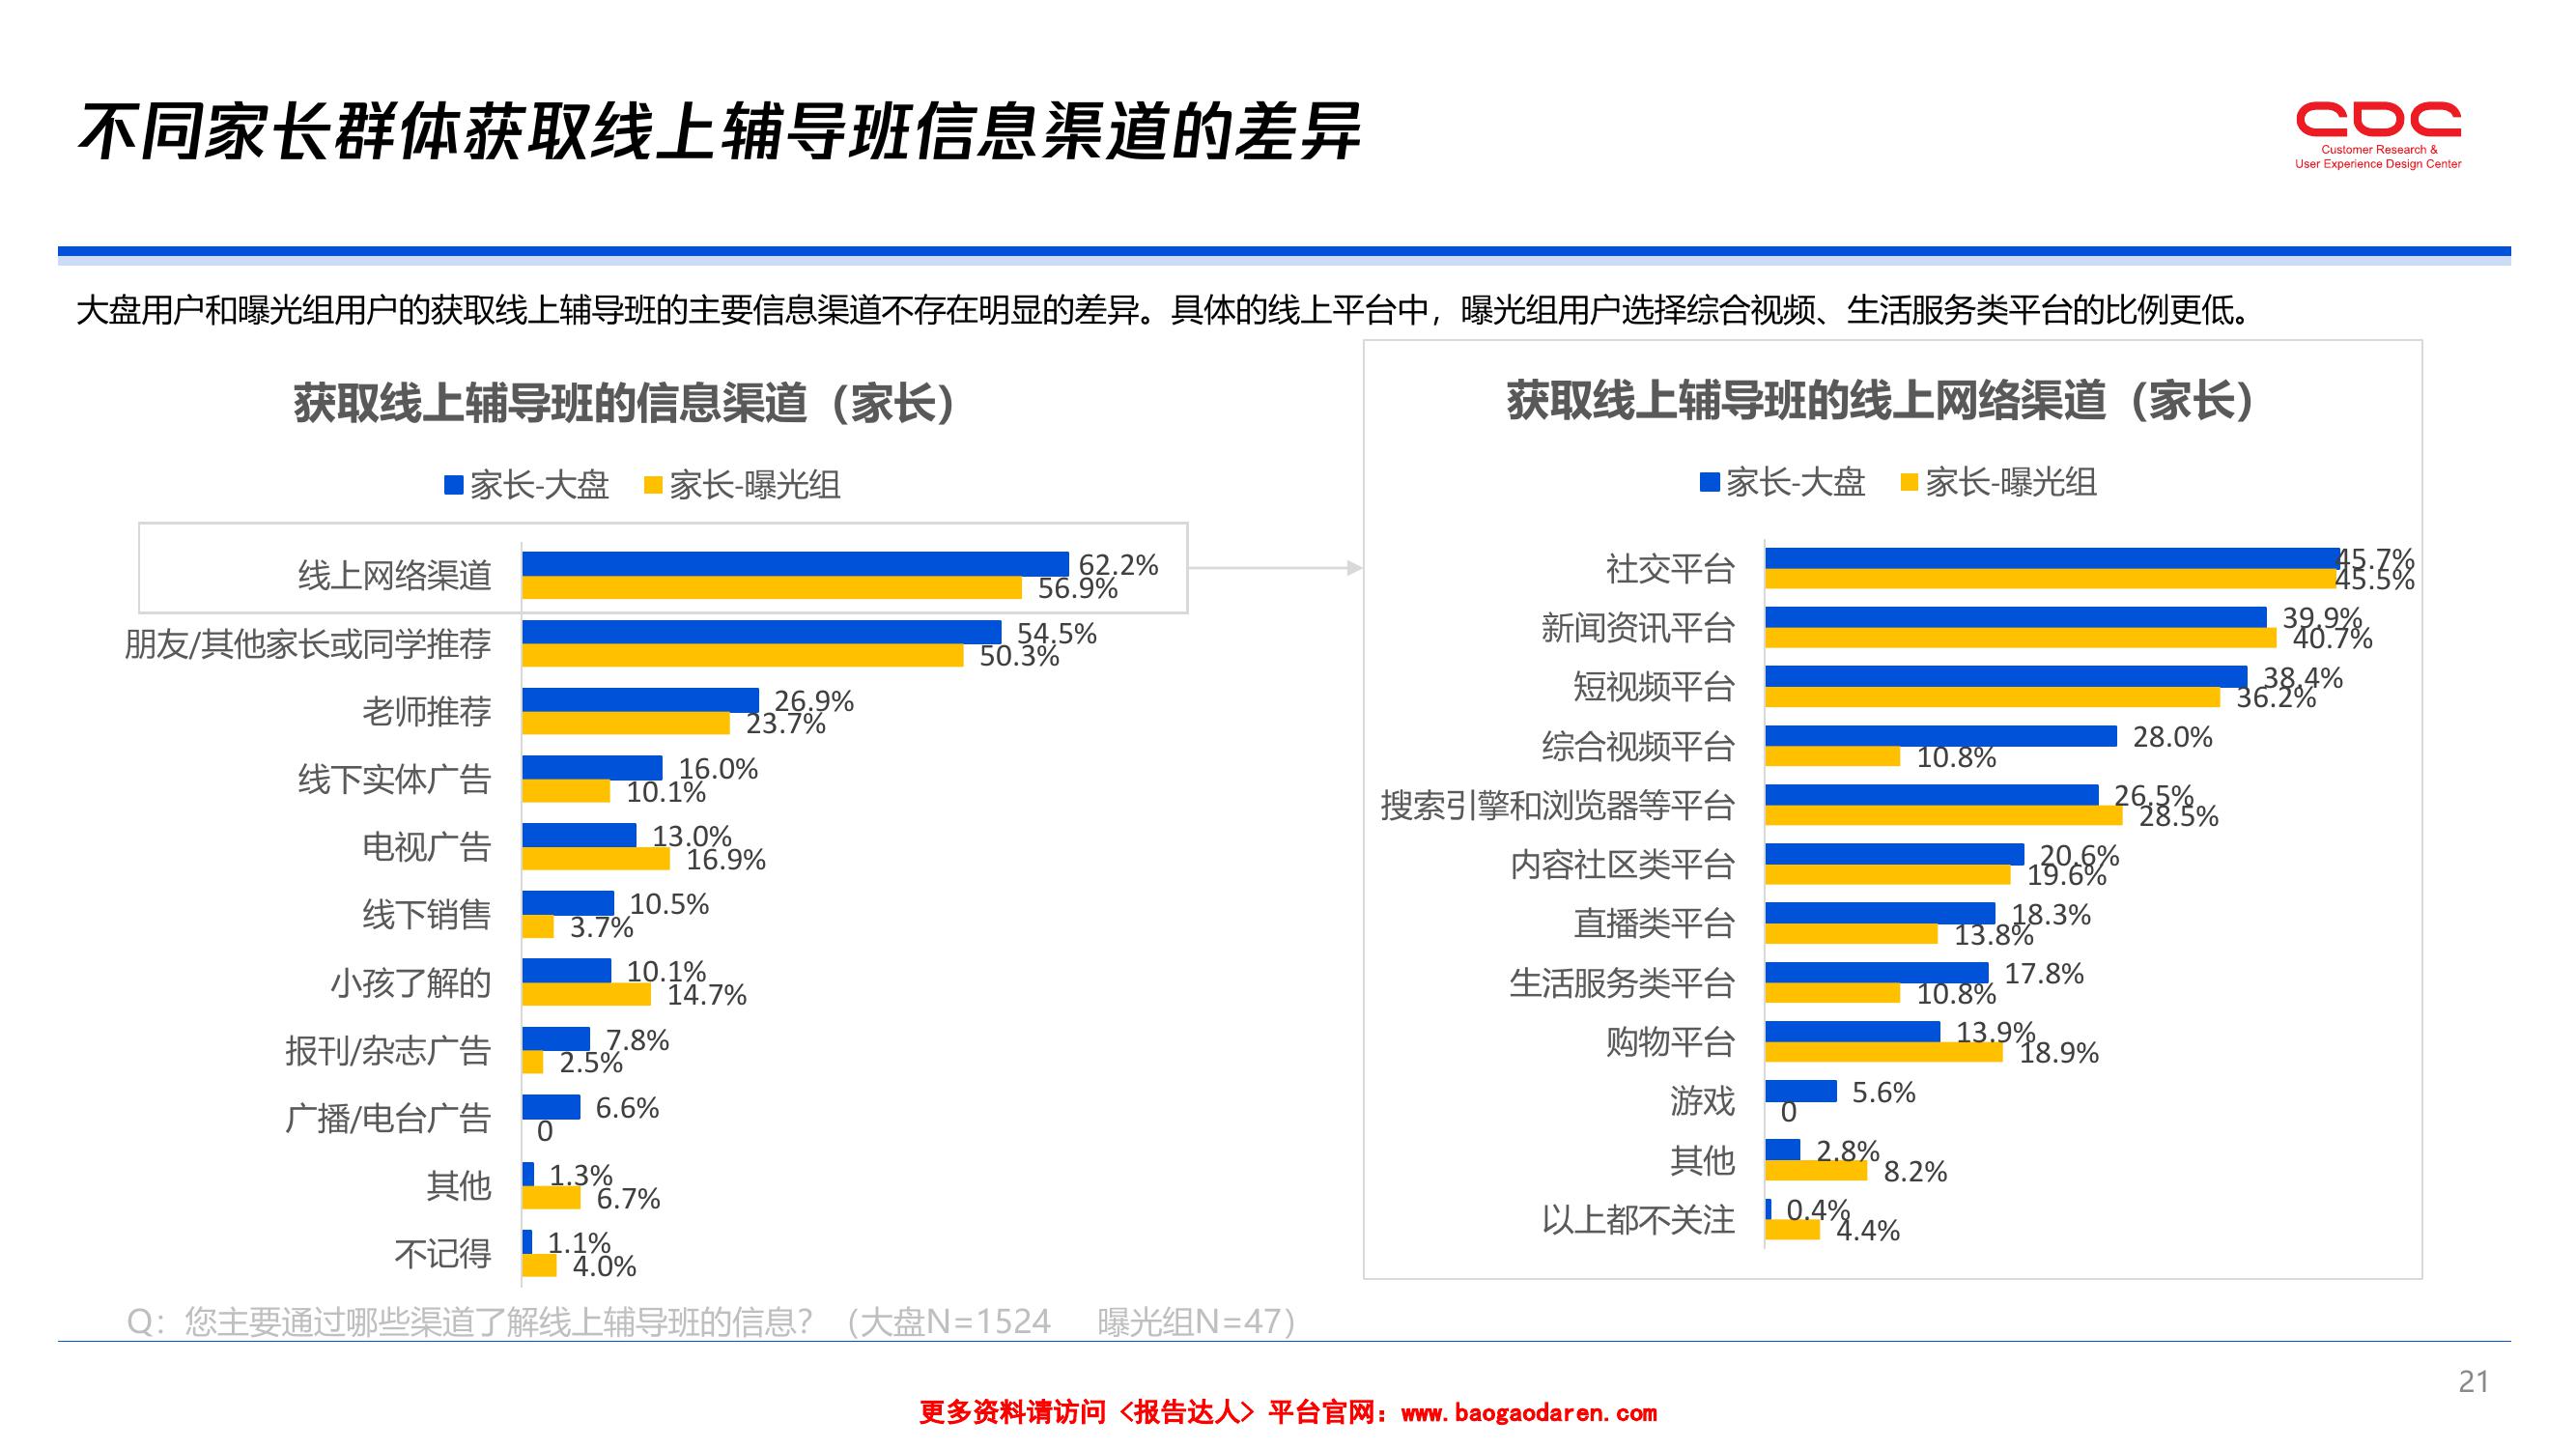 不同家长群体获取线上辅导班信息渠道的差异
CDC
Customer Research &
User Experience Design Center
大盘用户和曝光组用户的获取线上辅导班的主要信息渠道不存在明显的差异。具体的线上平台中，曝光组用户选择综合视频、生活服务类平台的比例更低。
获取线上辅导班的信息渠道（家长）
家长-大盘 家长-曝光组
线上网络渠道 62.2% 56.9%
朋友/其他家长或同学推荐 54.5% 50.3%
老师推荐 26.9% 23.7%
线下实体广告 16.0% 10.1%
电视广告 13.0% 16.9%
线下销售 10.5% 3.7%
小孩了解的 10.1% 14.7%
报刊/杂志广告 7.8% 2.5%
广播/电台广告 6.6% 0
其他 1.3% 6.7%
不记得 1.1% 4.0%
获取线上辅导班的线上网络渠道（家长）
家长-大盘 家长-曝光组
社交平台 45.7% 45.5%
新闻资讯平台 39.9% 40.7%
短视频平台 38.4% 36.2%
综合视频平台 28.0% 10.8%
搜索引擎和浏览器等平台 26.5% 28.5%
内容社区类平台 20.6% 19.6%
直播类平台 18.3% 13.8%
生活服务类平台 17.8% 10.8%
购物平台 13.9% 18.9%
游戏 5.6% 0
其他 2.8% 8.2%
以上都不关注 0.4% 4.4%
Q：您主要通过哪些渠道了解线上辅导班的信息？（大盘N=1524 曝光组N=47）
21
更多资料请访问〈报告达人〉平台官网：www.baogaodaren.com